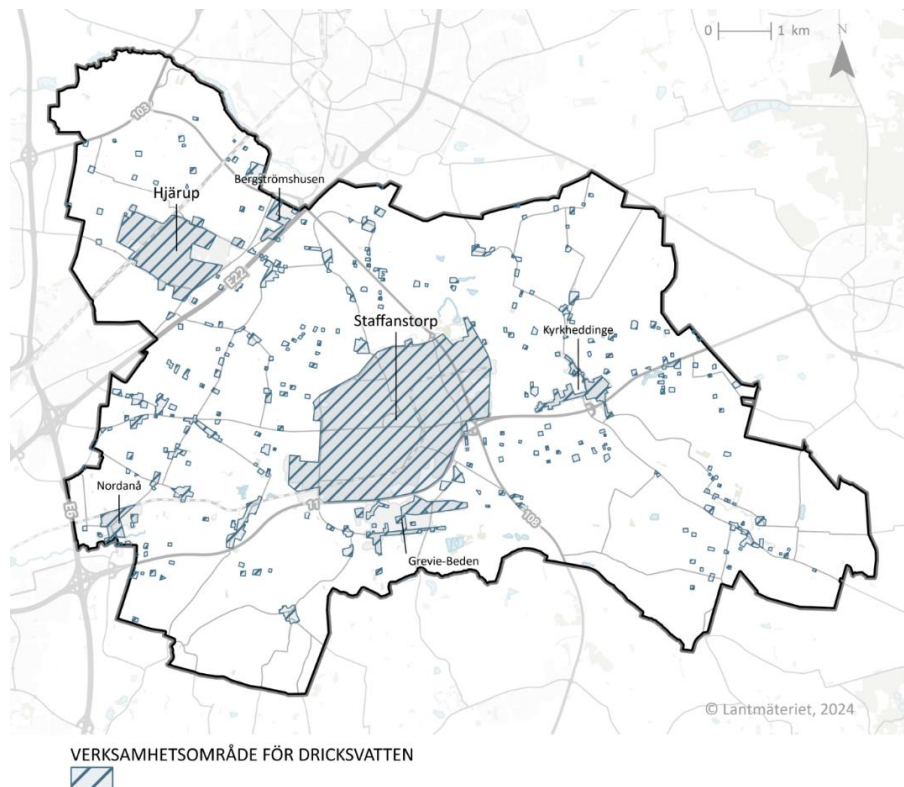 0 1 km
N
103
Bergströmshusen
Hjärup
E22
Staffanstorp
Kyrkheddinge
11
Nordanå
E6
11
108
Grevie-Beden
© Lantmäteriet, 2024
VERKSAMHETSOMRÅDE FÖR DRICKSVATTEN